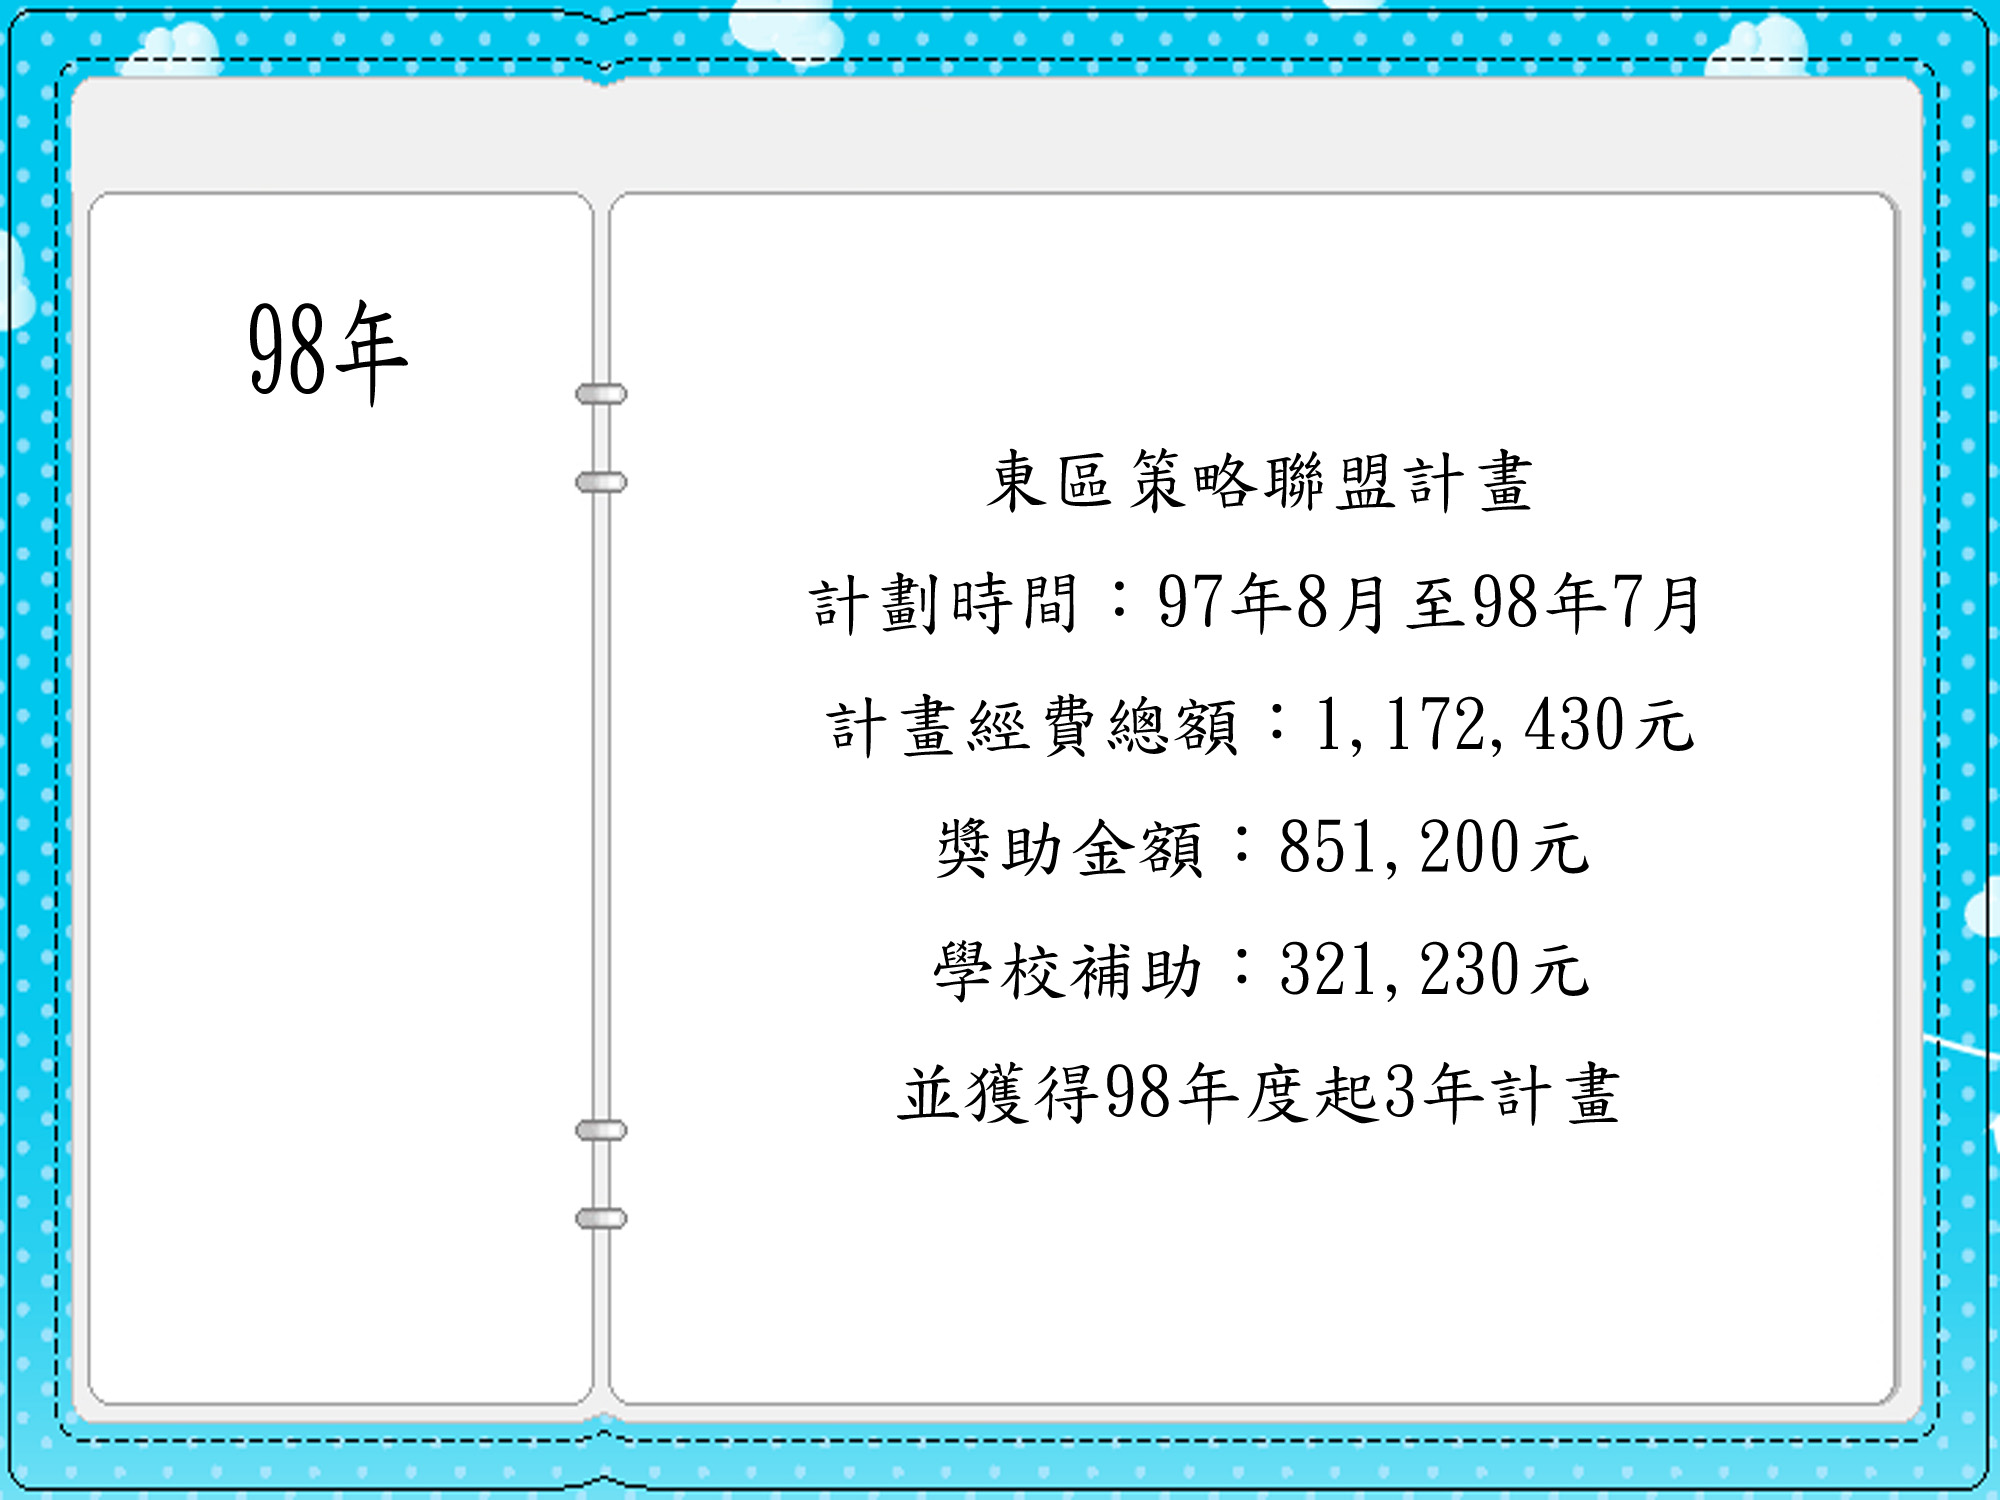 98年
東區策略聯盟計畫
計劃時間：97年8月至98年7月
計畫經費總額：1,172,430元
獎助金額：851,200元
學校補助：321,230元
並獲得98年度起3年計畫